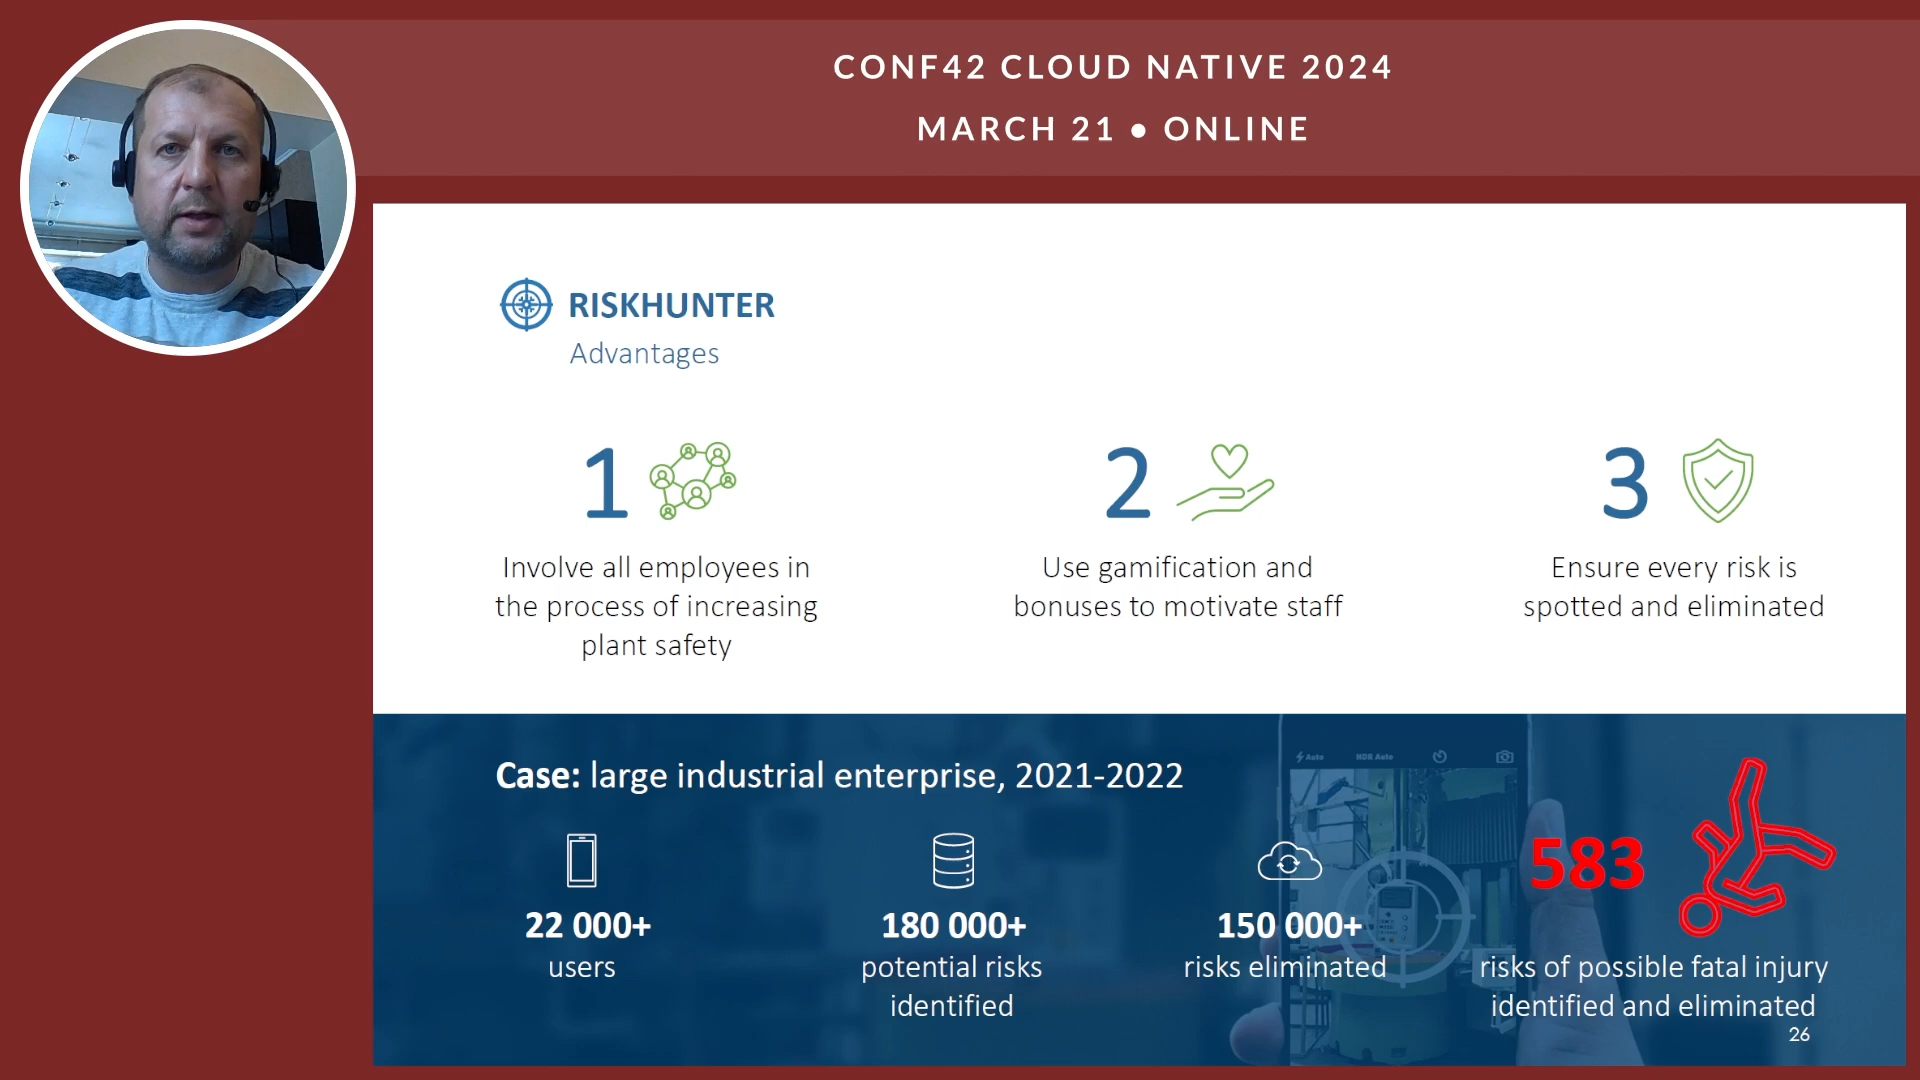 CONF42 CLOUD NATIVE 2024
MARCH 21 ● ONLINE
RISKHUNTER
Advantages
1
Involve all employees in
the process of increasing
plant safety
2
Use gamification and
bonuses to motivate staff
3
Ensure every risk is
spotted and eliminated
Case: large industrial enterprise, 2021-2022
Auto
HDR Auto
22 000+
users
180 000+
potential risks
identified
150 000+
risks eliminated
583
risks of possible fatal injury
identified and eliminated
26